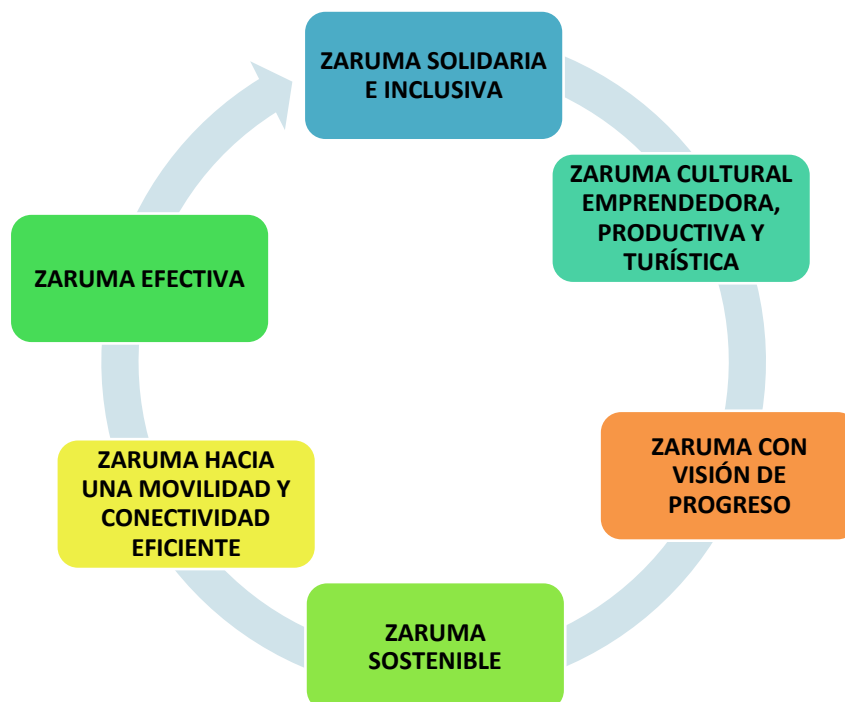 ZARUMA SOLIDARIA
E INCLUSIVA
ZARUMA CULTURAL
EMPRENDEDORA,
PRODUCTIVA Y
TURÍSTICA
ZARUMA CON
VISIÓN DE
PROGRESO
ZARUMA
SOSTENIBLE
ZARUMA HACIA
UNA MOVILIDAD Y
CONECTIVIDAD
EFICIENTE
ZARUMA EFECTIVA